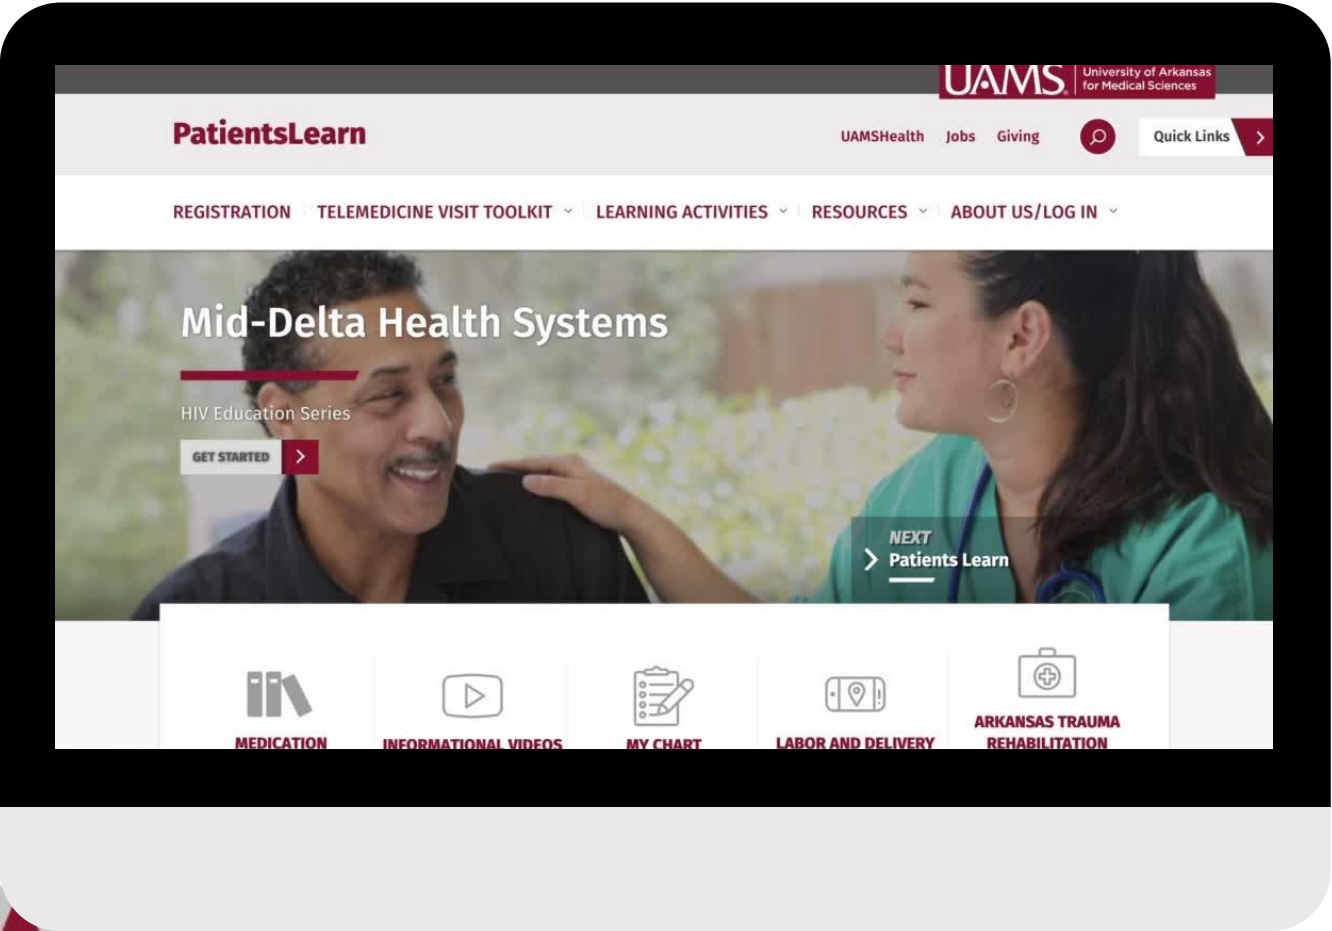 UAMS
University of Arkansas
for Medical Sciences
PatientsLearn
UAMSHealth Jobs Giving
Quick Links
REGISTRATION TELEMEDICINE VISIT TOOLKIT LEARNING ACTIVITIES RESOURCES ABOUT US/LOG IN
Mid-Delta Health Systems
HIV Education Series
GET STARTED
NEXT
Patients Learn
MEDICATION
INFORMATIONAL VIDEOS
MY CHART
LABOR AND DELIVERY
ARKANSAS TRAUMA
REHABILITATION